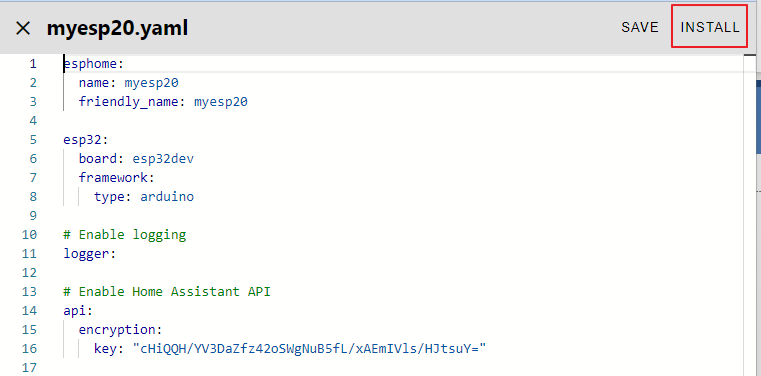 × myesp20.yaml SAVE INSTALL
1 esphome:
2 name: myesp20
3 friendly_name: myesp20
4
5 esp32:
6 board: esp32dev
7 framework:
8 type: arduino
9
10 # Enable logging
11 logger:
12
13 # Enable Home Assistant API
14 api:
15 encryption:
16 key: "cHiQQH/YV3DaZfz42oSWgNuB5fL/xAEmIVls/HJtsuY="
17